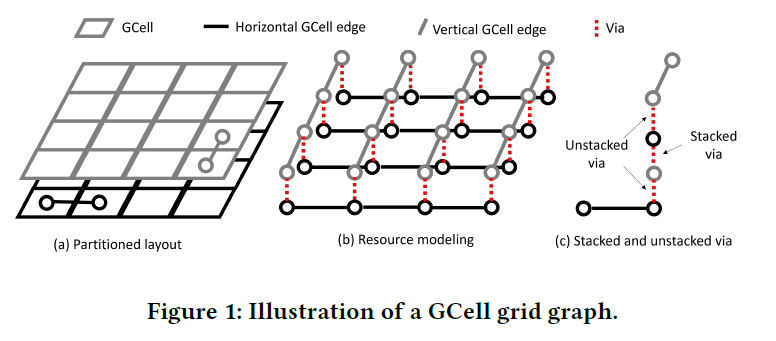 GCell Horizontal GCell edge Vertical GCell edge Via
Unstacked via
Stacked via
(a) Partitioned layout
(b) Resource modeling
(c) Stacked and unstacked via
Figure 1: Illustration of a GCell grid graph.